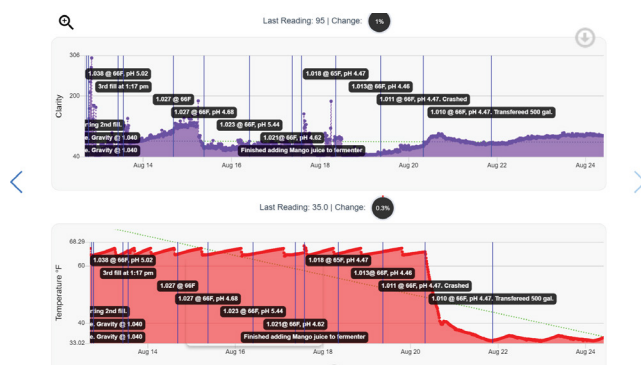 Last Reading: 95 | Change: 1%
306
200
40
Clarity
1.038 @ 66F, pH 5.02
3rd fill at 1:17 pm
1.027 @ 66F
1.027 @ 66F, pH 4.68
rting 2nd fill.
1.023 @ 66F, pH 5.44
e. Gravity @ 1.040
1.021@ 66F, pH 4.62
e. Gravity @ 1.040
Finished adding Mango juice to fermenter
1.018 @ 65F, pH 4.47
1.013@ 66F, pH 4.46
1.011 @ 66F, pH 4.47. Crashed
1.010 @ 66F, pH 4.47. Transfereed 500 gal.
Aug 14
Aug 16
Aug 18
Aug 20
Aug 22
Aug 24
Last Reading: 35.0 | Change: 0.3%
68.29
60
40
33.02
Temperature °F
1.038 @ 66F, pH 5.02
3rd fill at 1:17 pm
1.027 @ 66F
1.027 @ 66F, pH 4.68
rting 2nd fill.
1.023 @ 66F, pH 5.44
e. Gravity @ 1.040
1.021@ 66F, pH 4.62
e. Gravity @ 1.040
Finished adding Mango juice to fermenter
1.018 @ 65F, pH 4.47
1.013@ 66F, pH 4.46
1.011 @ 66F, pH 4.47. Crashed
1.010 @ 66F, pH 4.47. Transfereed 500 gal.
Aug 14
Aug 16
Aug 18
Aug 20
Aug 22
Aug 24